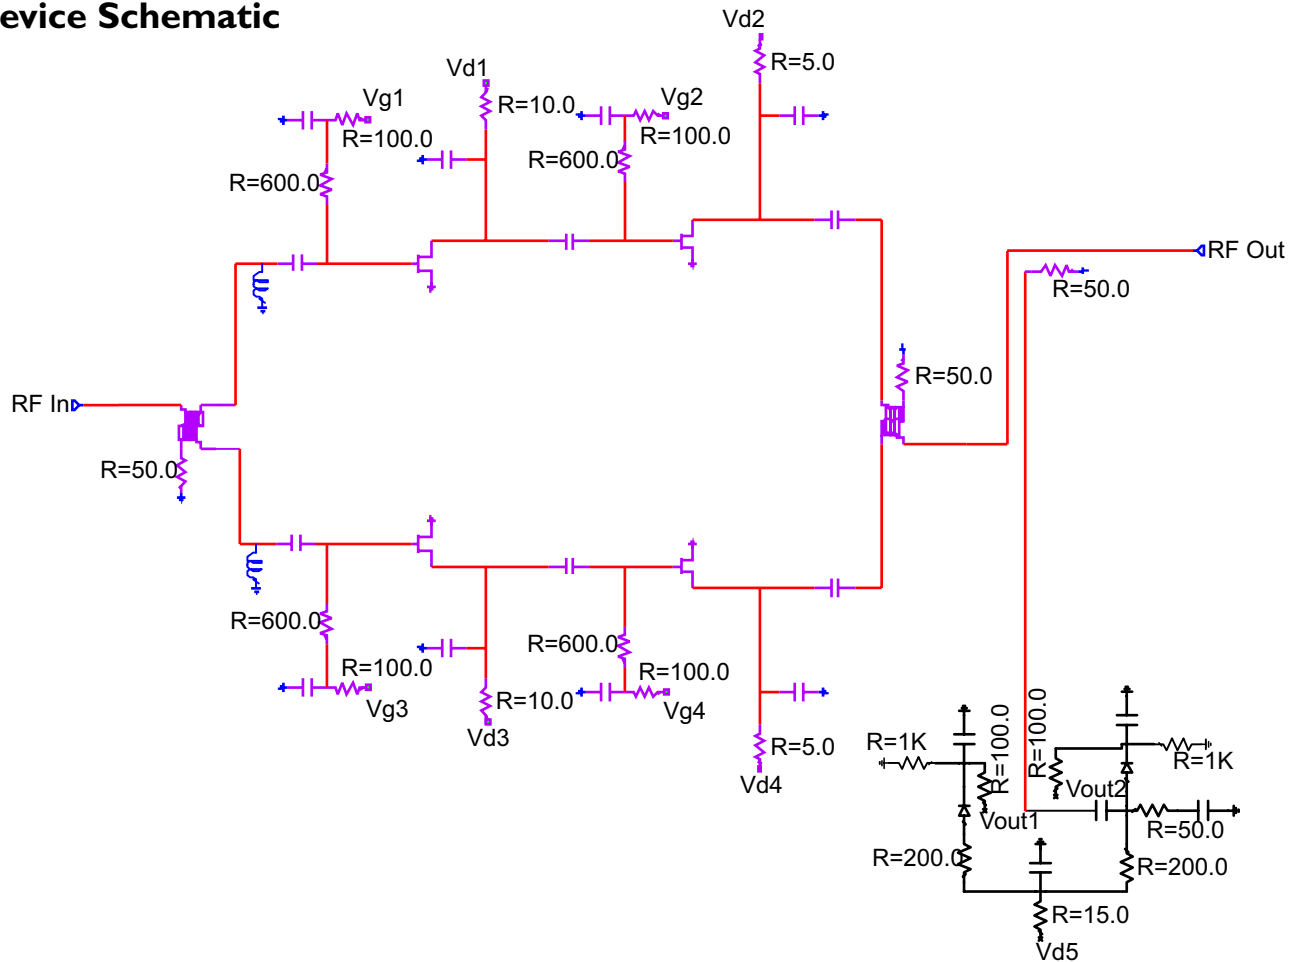 evice Schematic
Vd2
R=5.0
Vd1
R=10.0
Vg1
R=100.0
Vg2
R=100.0
R=600.0
R=600.0
RF Out
R=50.0
R=50.0
RF In
R=50.0
R=600.0
R=600.0
R=100.0
Vg3
R=100.0
Vg4
R=10.0
Vd3
R=5.0
Vd4
R=1K
R=100.0
R=100.0
R=1K
Vout2
Vout1
R=50.0
R=200.0
R=200.0
R=15.0
Vd5